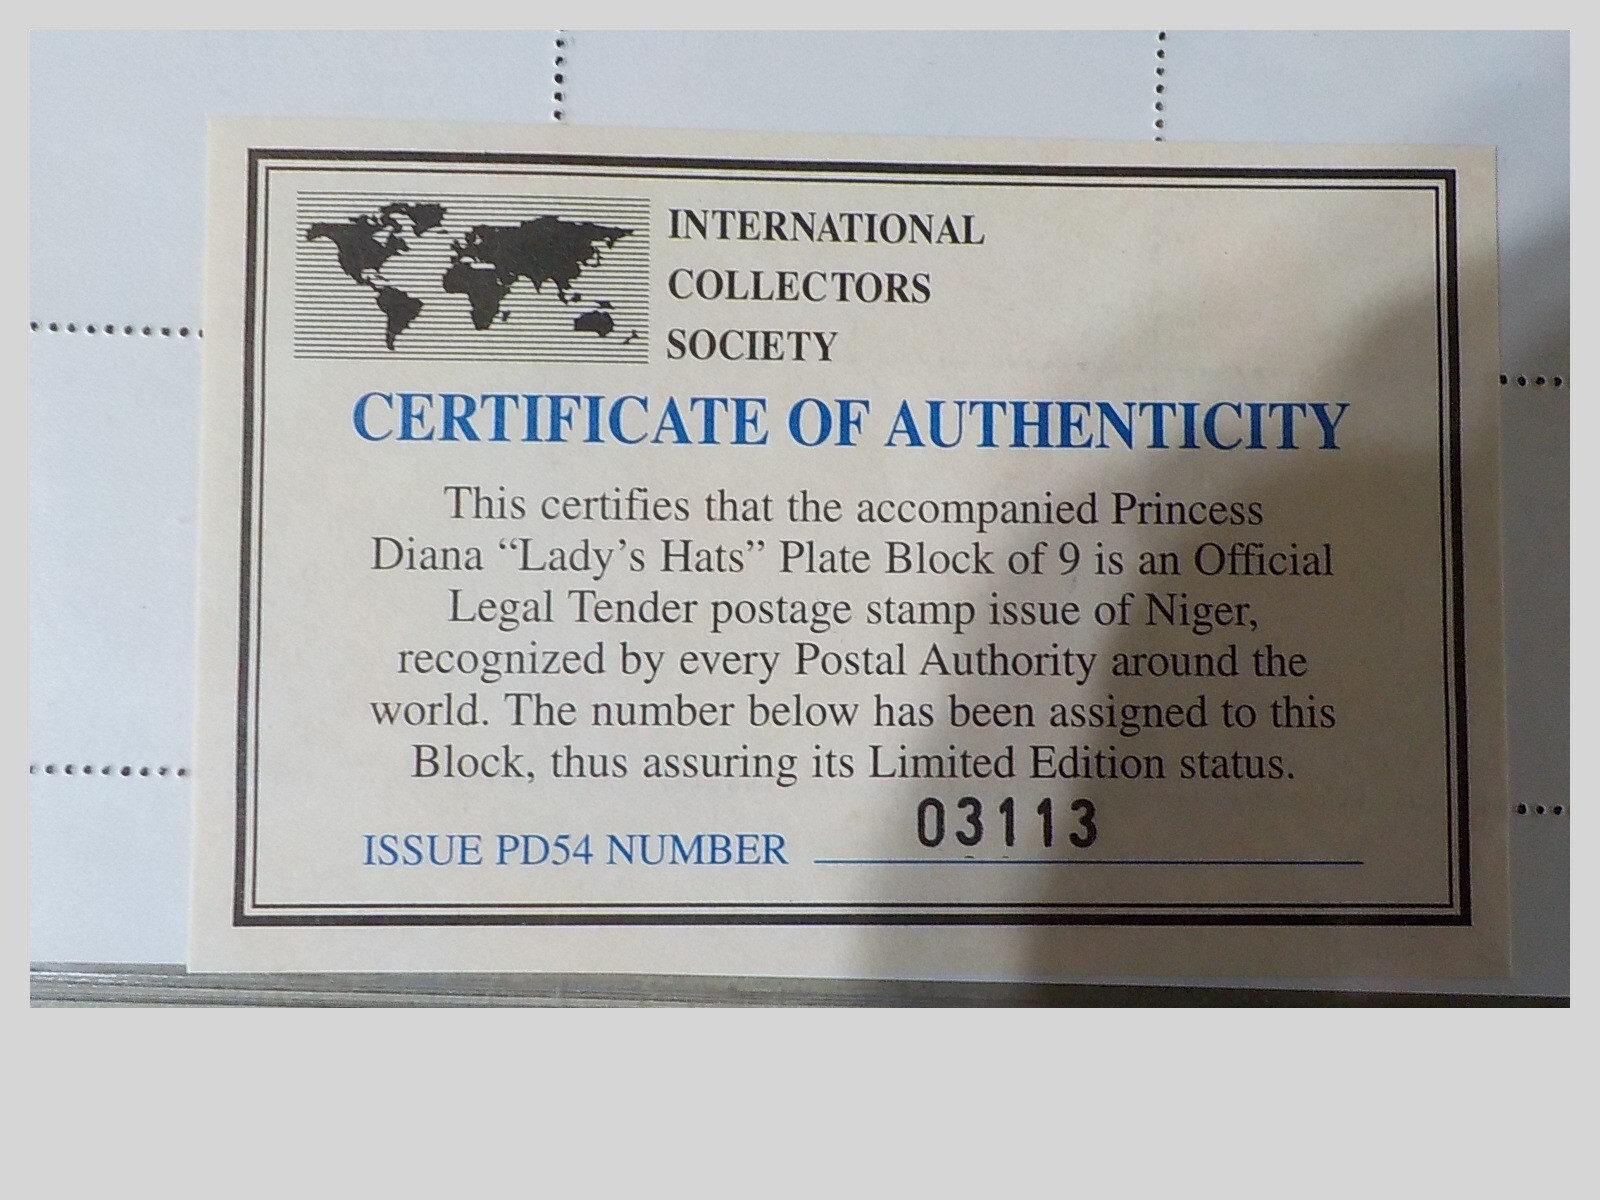 INTERNATIONAL
COLLECTORS
SOCIETY
CERTIFICATE OF AUTHENTICITY
This certifies that the accompanied Princess
Diana “Lady’s Hats” Plate Block of 9 is an Official
Legal Tender postage stamp issue of Niger,
recognized by every Postal Authority around the
world. The number below has been assigned to this
Block, thus assuring its Limited Edition status.
ISSUE PD54 NUMBER 03113